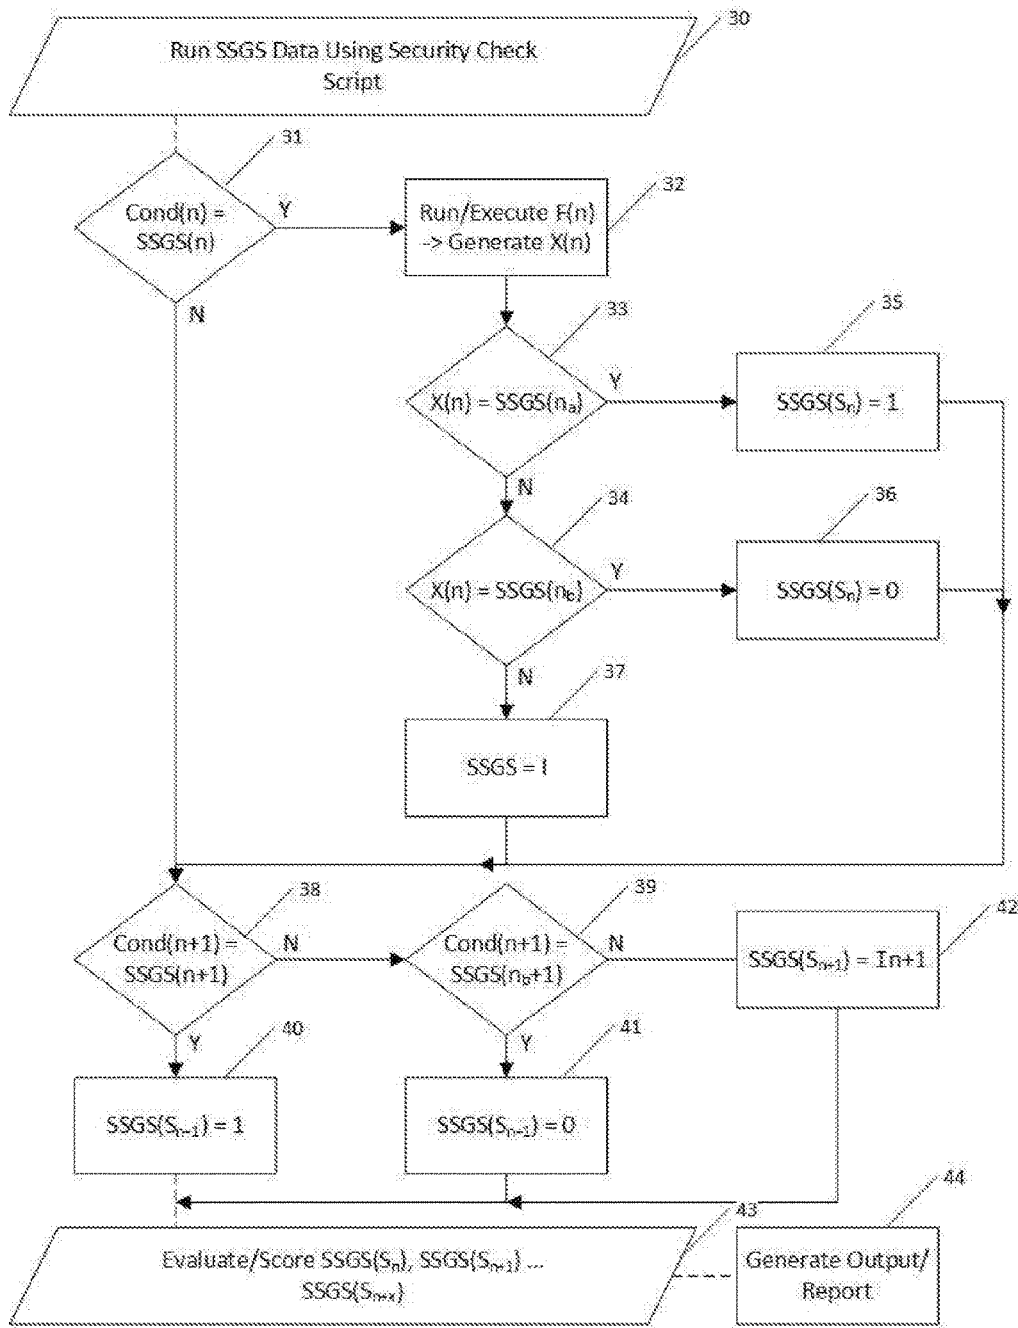 30
Run SSGS Data Using Security Check
Script
31
Cond(n) =
SSGS(n)
Y
N
32
Run/Execute F(n)
-> Generate X(n)
33
X(n) = SSGS(nₐ)
Y
N
35
SSGS(Sₙ) = 1
34
X(n) = SSGS(n_b)
Y
N
36
SSGS(Sₙ) = 0
37
SSGS = I
38
Cond(n+1) =
SSGS(n+1)
N
Y
39
Cond(n+1) =
SSGS(n_b+1)
N
Y
42
SSGS(Sₙ₊₁) = In+1
40
SSGS(Sₙ₊₁) = 1
41
SSGS(Sₙ₊₁) = 0
43
Evaluate/Score SSGS(Sₙ), SSGS(Sₙ₊₁) ...
SSGS(Sₙ₊ₓ)
44
Generate Output/
Report